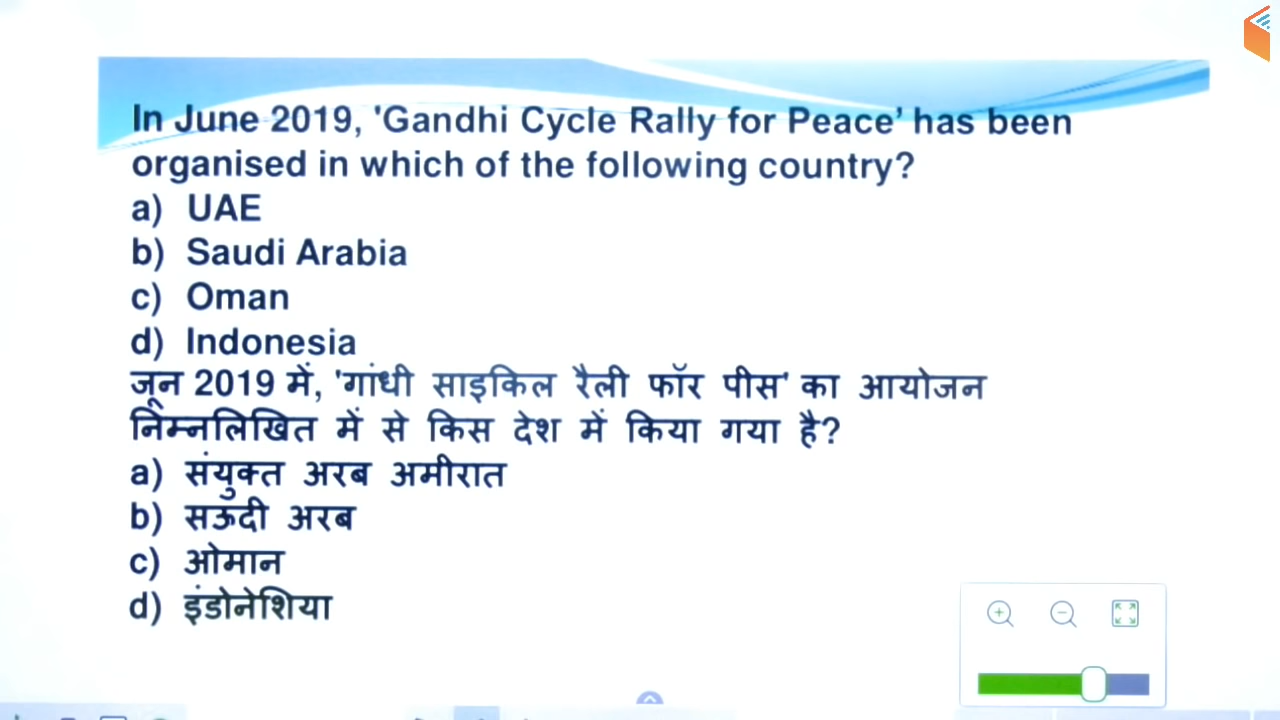 In June 2019, 'Gandhi Cycle Rally for Peace' has been
organised in which of the following country?
a) UAE
b) Saudi Arabia
c) Oman
d) Indonesia
जून 2019 में, 'गांधी साइकिल रैली फॉर पीस' का आयोजन
निम्नलिखित में से किस देश में किया गया है?
a) संयुक्त अरब अमीरात
b) सऊदी अरब
c) ओमान
d) इंडोनेशिया